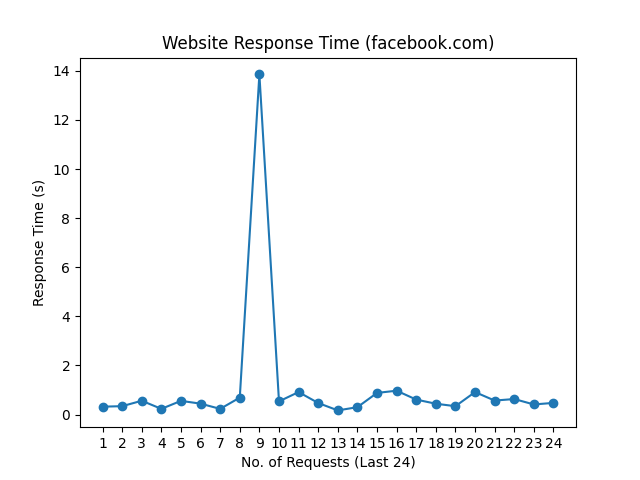 Website Response Time (facebook.com)
14
12
10
8
6
4
2
0
Response Time (s)
1 2 3 4 5 6 7 8 9 10 11 12 13 14 15 16 17 18 19 20 21 22 23 24
No. of Requests (Last 24)